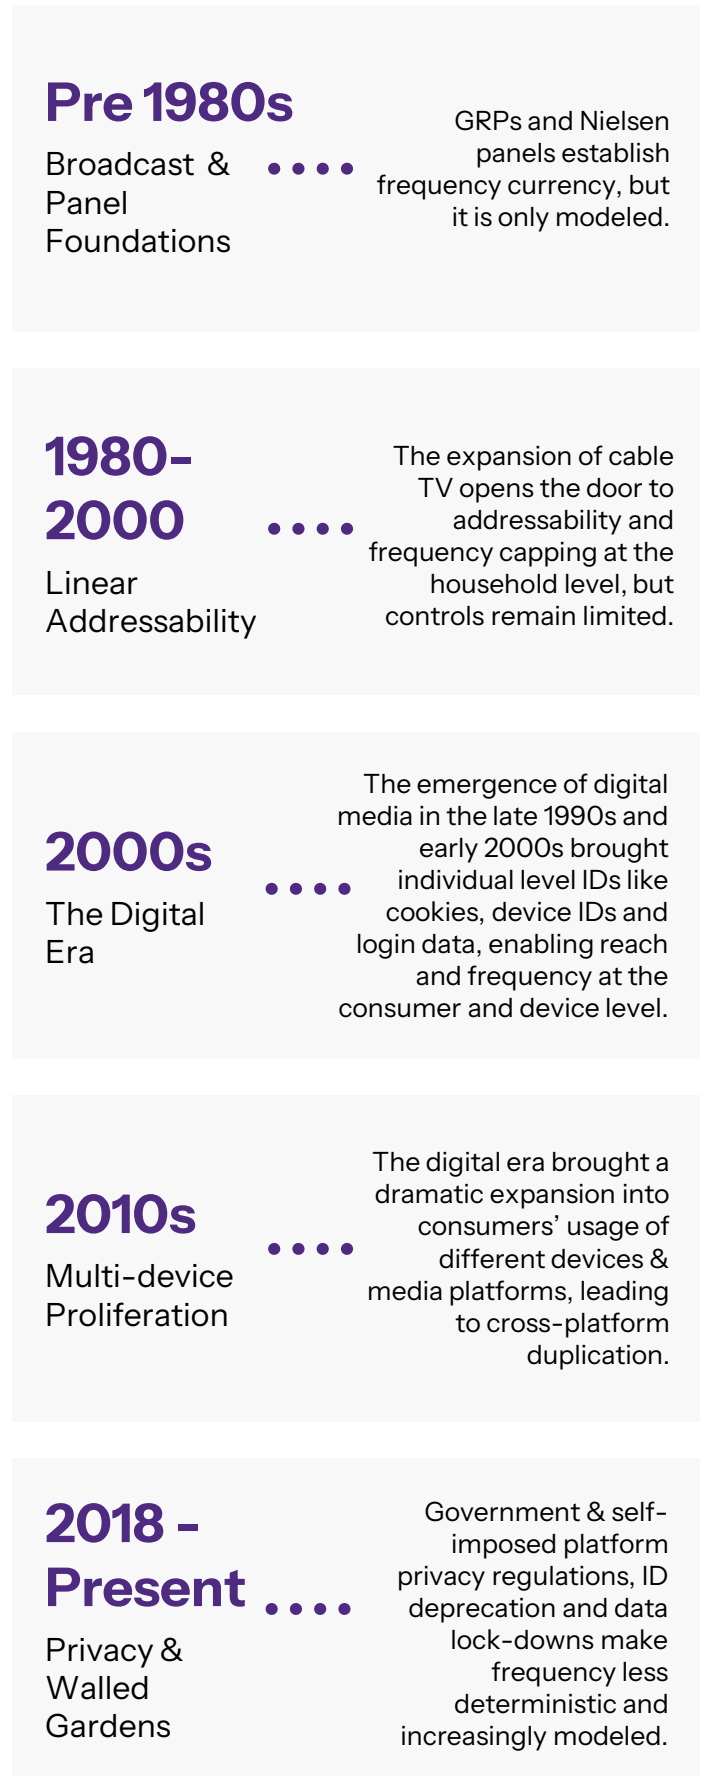 Pre 1980s
Broadcast &
Panel
Foundations
GRPs and Nielsen
panels establish
frequency currency, but
it is only modeled.
1980-
2000
Linear
Addressability
The expansion of cable
TV opens the door to
addressability and
frequency capping at the
household level, but
controls remain limited.
2000s
The Digital
Era
The emergence of digital
media in the late 1990s and
early 2000s brought
individual level IDs like
cookies, device IDs and
login data, enabling reach
and frequency at the
consumer and device level.
2010s
Multi-device
Proliferation
The digital era brought a
dramatic expansion into
consumers’ usage of
different devices &
media platforms, leading
to cross-platform
duplication.
2018 -
Present
Privacy &
Walled
Gardens
Government & self-
imposed platform
privacy regulations, ID
deprecation and data
lock-downs make
frequency less
deterministic and
increasingly modeled.